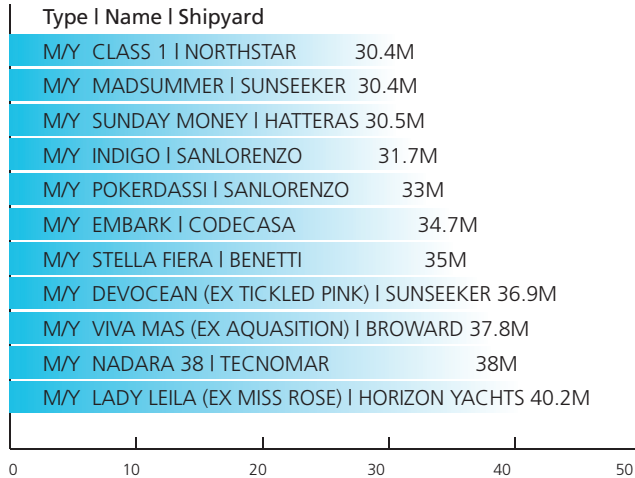 Type | Name | Shipyard
M/Y CLASS 1 | NORTHSTAR 30.4M
M/Y MADSUMMER | SUNSEEKER 30.4M
M/Y SUNDAY MONEY | HATTERAS 30.5M
M/Y INDIGO | SANLORENZO 31.7M
M/Y POKERDASSI | SANLORENZO 33M
M/Y EMBARK | CODECASA 34.7M
M/Y STELLA FIERA | BENETTI 35M
M/Y DEVOCEAN (EX TICKLED PINK) | SUNSEEKER 36.9M
M/Y VIVA MAS (EX AQUASITION) | BROWARD 37.8M
M/Y NADARA 38 | TECNOMAR 38M
M/Y LADY LEILA (EX MISS ROSE) | HORIZON YACHTS 40.2M
0 10 20 30 40 50